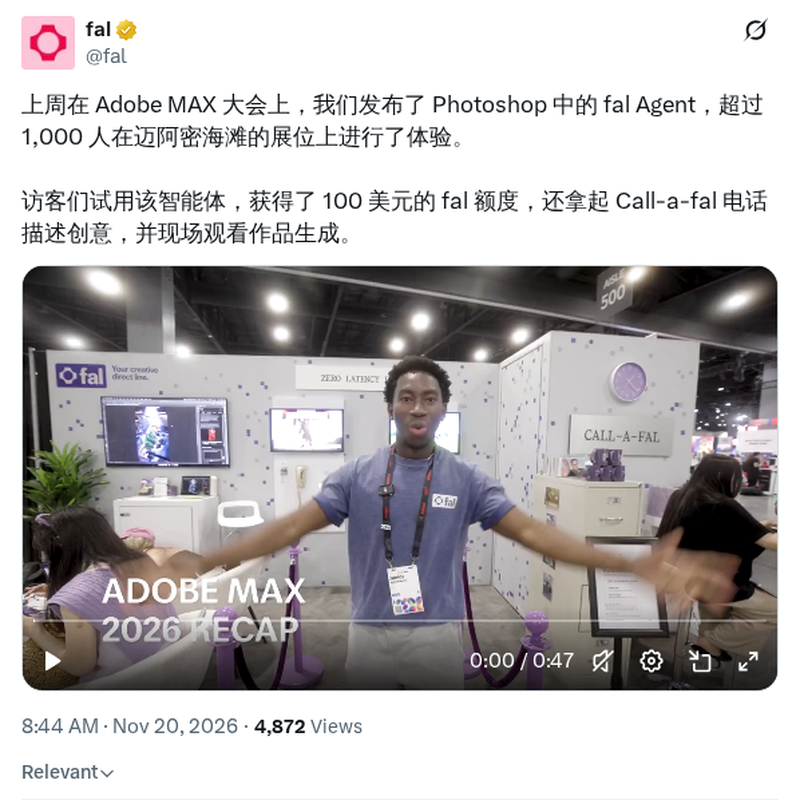 fal
@fal
上周在 Adobe MAX 大会上，我们发布了 Photoshop 中的 fal Agent，超过
1,000 人在迈阿密海滩的展位上进行了体验。
访客们试用该智能体，获得了 100 美元的 fal 额度，还拿起 Call-a-fal 电话
描述创意，并现场观看作品生成。
AISLE
500
fal
Your creative
direct line.
ZERO LATENCY
CALL-A-FAL
fal
ADOBE MAX
2026 RECAP
0:00 / 0:47
8:44 AM · Nov 20, 2026 · 4,872 Views
Relevant